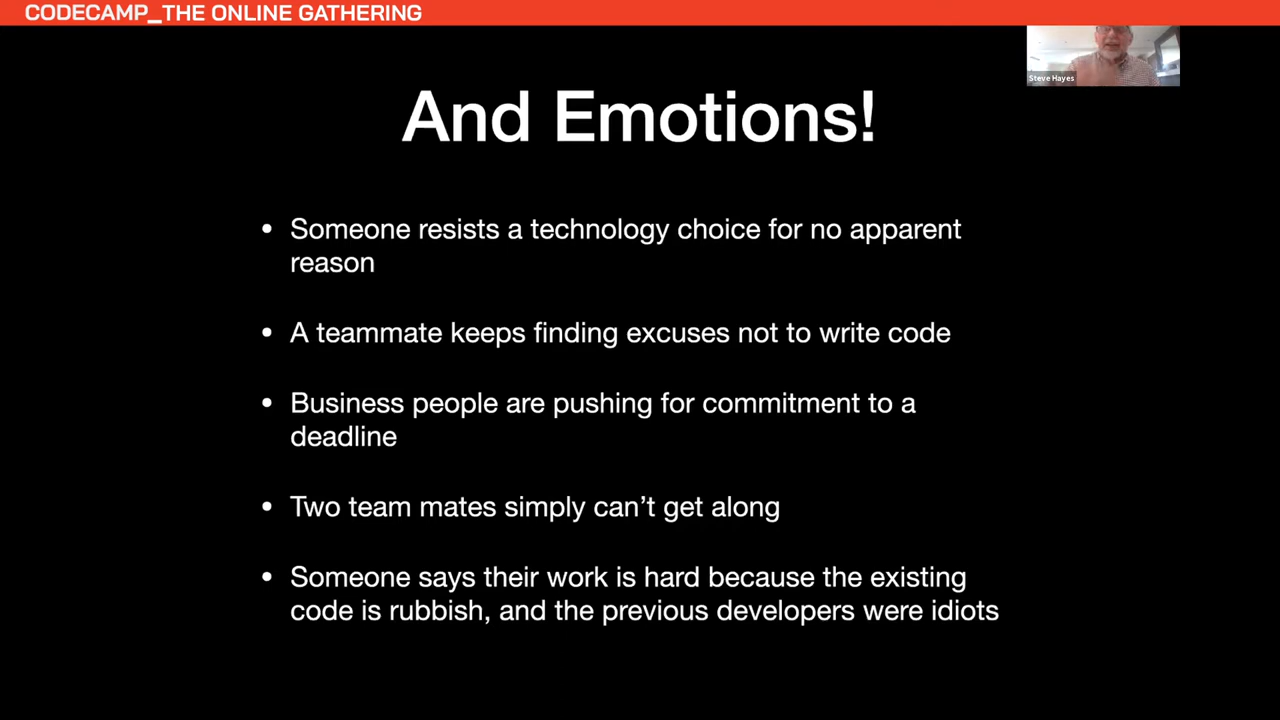 CODECAMP_THE ONLINE GATHERING
Steve Hayes
And Emotions!
• Someone resists a technology choice for no apparent
reason
• A teammate keeps finding excuses not to write code
• Business people are pushing for commitment to a
deadline
• Two team mates simply can’t get along
• Someone says their work is hard because the existing
code is rubbish, and the previous developers were idiots